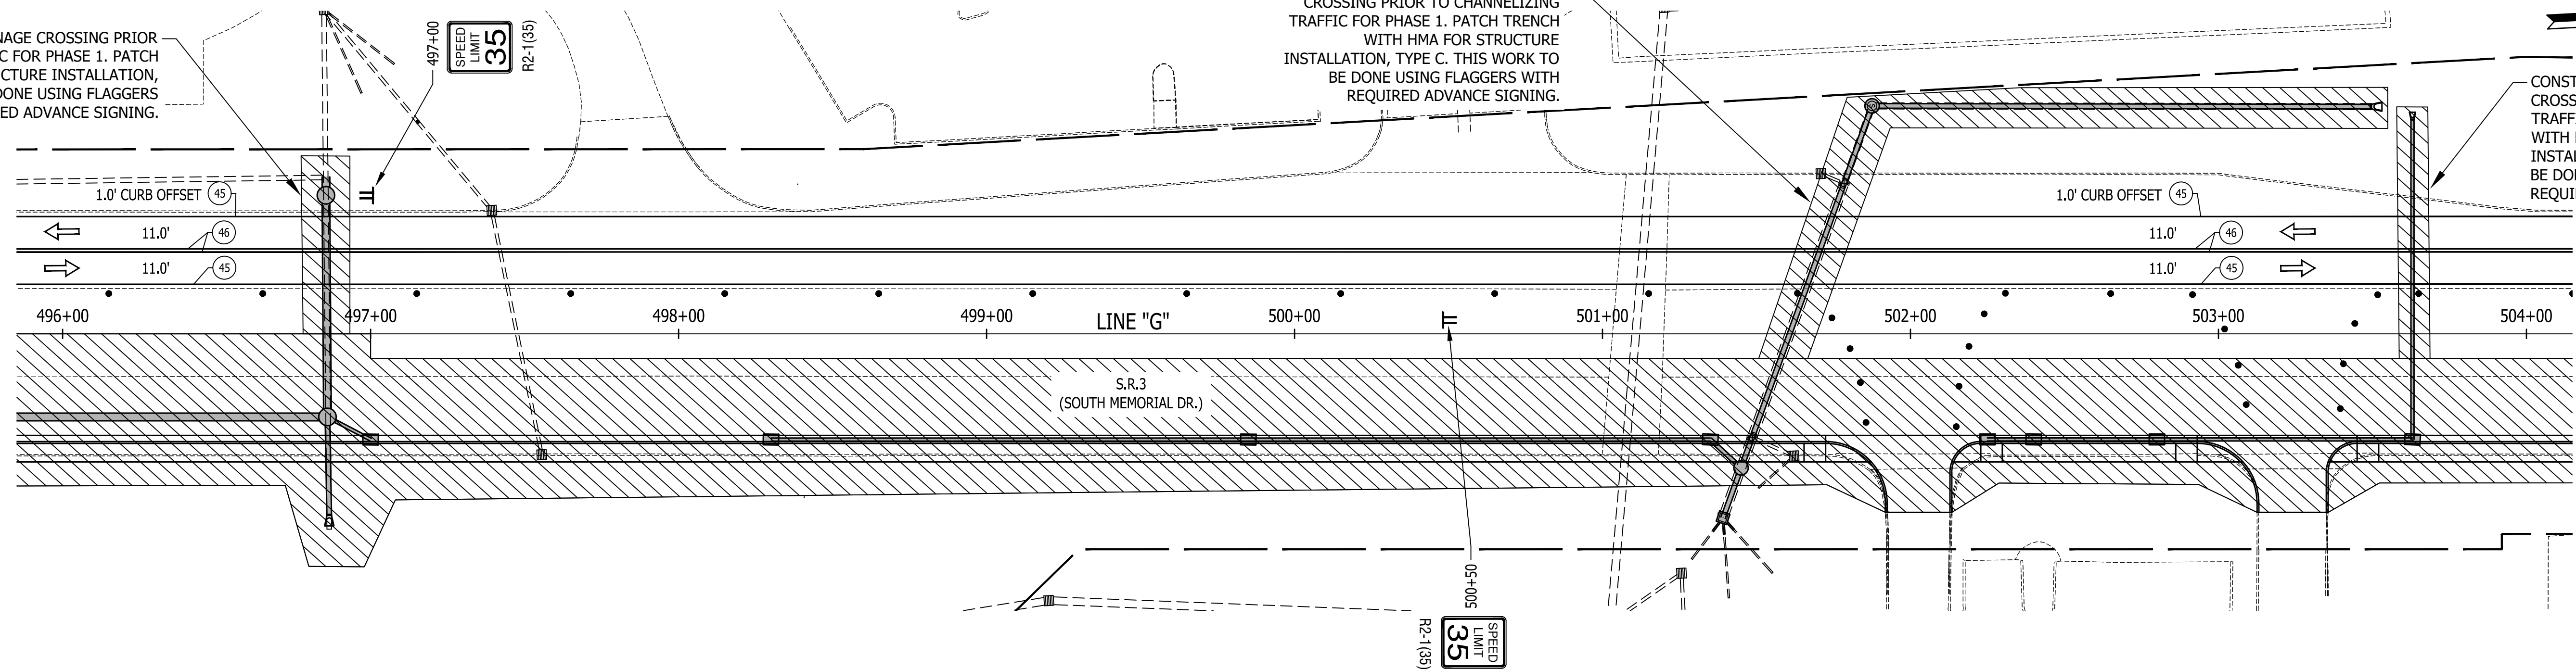 NAGE CROSSING PRIOR
C FOR PHASE 1. PATCH
CTURE INSTALLATION,
DONE USING FLAGGERS
ED ADVANCE SIGNING.
497+00
SPEED
LIMIT
35
R2-1(35)
CROSSING PRIOR TO CHANNELIZING
TRAFFIC FOR PHASE 1. PATCH TRENCH
WITH HMA FOR STRUCTURE
INSTALLATION, TYPE C. THIS WORK TO
BE DONE USING FLAGGERS WITH
REQUIRED ADVANCE SIGNING.
CONST
CROSS
TRAFF
WITH
INSTAL
BE DO
REQUI
1.0' CURB OFFSET 45
1.0' CURB OFFSET 45
11.0' 46
11.0' 46
11.0' 45
11.0' 45
496+00 497+00 498+00 499+00 LINE "G" 500+00 501+00 502+00 503+00 504+00
S.R.3
(SOUTH MEMORIAL DR.)
500+50
SPEED
LIMIT
35
R2-1(35)